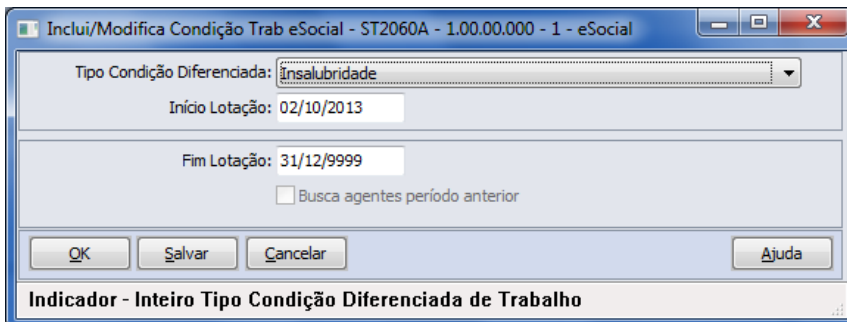 Inclui/Modifica Condição Trab eSocial - ST2060A - 1.00.00.000 - 1 - eSocial
Tipo Condição Diferenciada: Insalubridade
Início Lotação: 02/10/2013
Fim Lotação: 31/12/9999
Busca agentes período anterior
OK Salvar Cancelar Ajuda
Indicador - Inteiro Tipo Condição Diferenciada de Trabalho